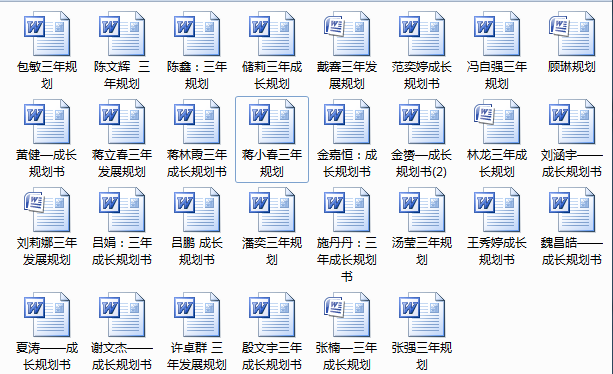 包敏三年规
划
陈文辉 三
年规划
陈鑫：三年
规划
储莉三年成
长规划
戴春三年发
展规划
范奕婷成长
规划书
冯自强三年
规划
顾琳规划
黄健—成长
规划书
蒋立春三年
发展规划
蒋林霞三年
成长规划书
蒋小春三年
规划
金嘉恒：成
长规划书
金赟—成长
规划书(2)
林龙三年成
长规划
刘涵宇——
成长规划书
刘莉娜三年
发展规划
吕娟：三年
成长规划书
吕鹏 成长
规划书
潘奕三年规
划
施丹丹：三
年成长规划
书
汤莹三年规
划
王秀婷成长
规划书
魏昌皓——
成长规划书
夏涛——成
长规划书
谢文杰——
成长规划书
许卓群 三
年发展规划
殷文宇三年
成长规划书
张楠—三年
成长规划
张强三年规
划